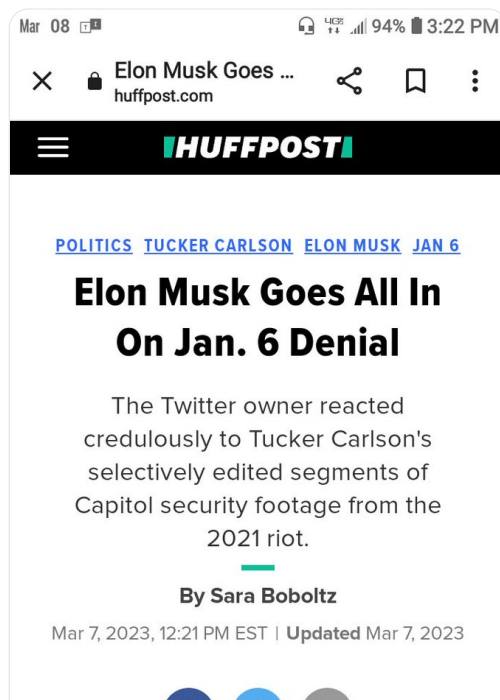 Mar 08 94% 3:22 PM
Elon Musk Goes ...
huffpost.com
HUFFPOST
POLITICS TUCKER CARLSON ELON MUSK JAN 6
Elon Musk Goes All In
On Jan. 6 Denial
The Twitter owner reacted
credulously to Tucker Carlson's
selectively edited segments of
Capitol security footage from the
2021 riot.
By Sara Boboltz
Mar 7, 2023, 12:21 PM EST | Updated Mar 7, 2023